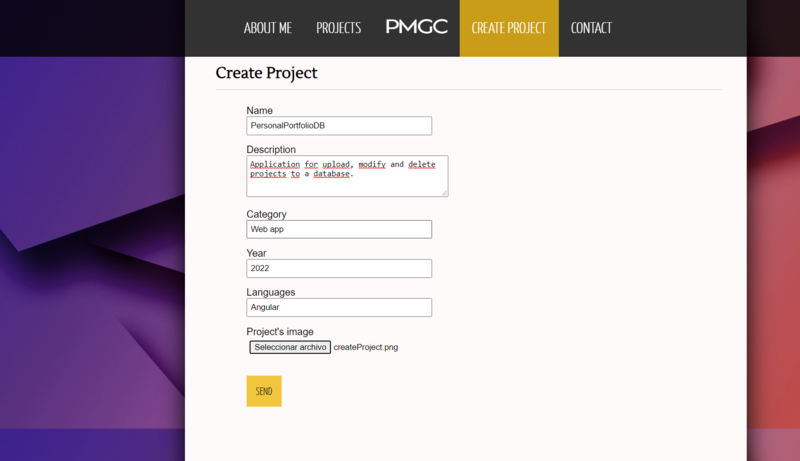 ABOUT ME PROJECTS PMGC CREATE PROJECT CONTACT
Create Project
Name
PersonalPortfolioDB
Description
Application for upload, modify and delete
projects to a database.
Category
Web app
Year
2022
Languages
Angular
Project's image
Seleccionar archivo createProject.png
SEND